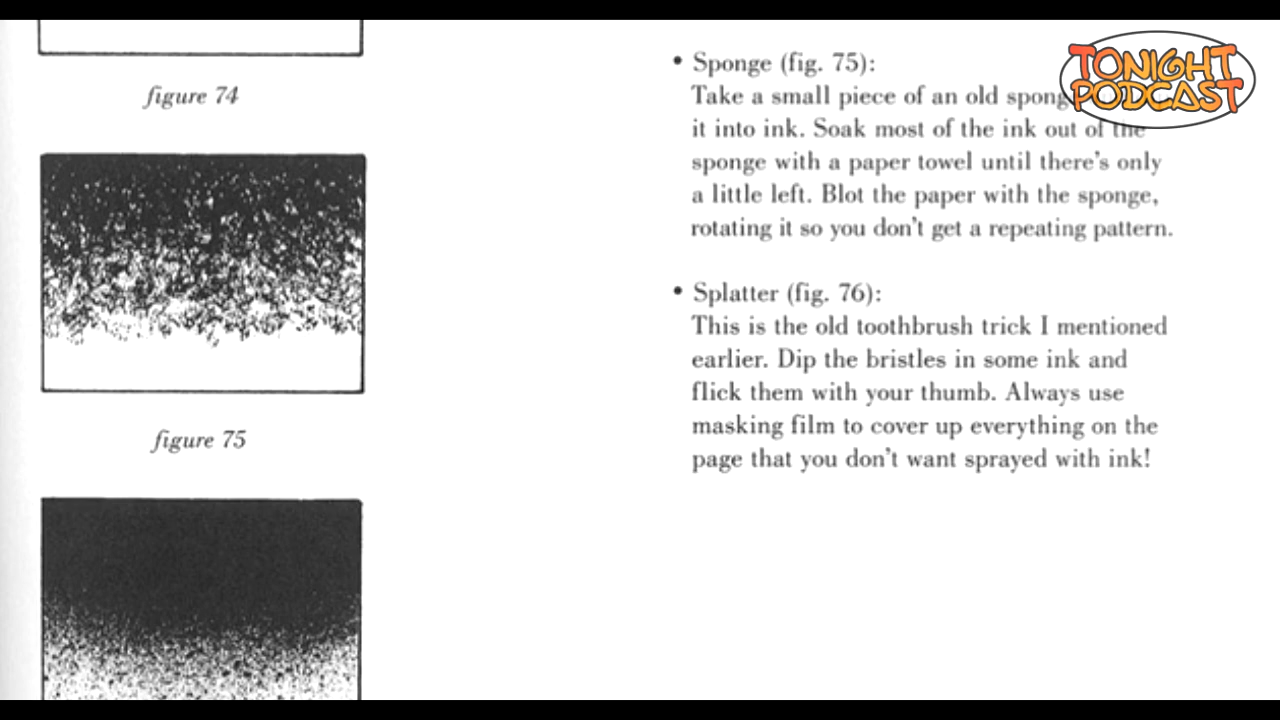 figure 74
figure 75
• Sponge (fig. 75):
Take a small piece of an old
it into ink. Soak most of the ink out of the
sponge with a paper towel until there's only
a little left. Blot the paper with the sponge,
rotating it so you don't get a repeating pattern.
• Splatter (fig. 76):
This is the old toothbrush trick I mentioned
earlier. Dip the bristles in some ink and
flick them with your thumb. Always use
masking film to cover up everything on the
page that you don't want sprayed with ink!
TONIGHT
PODCAST